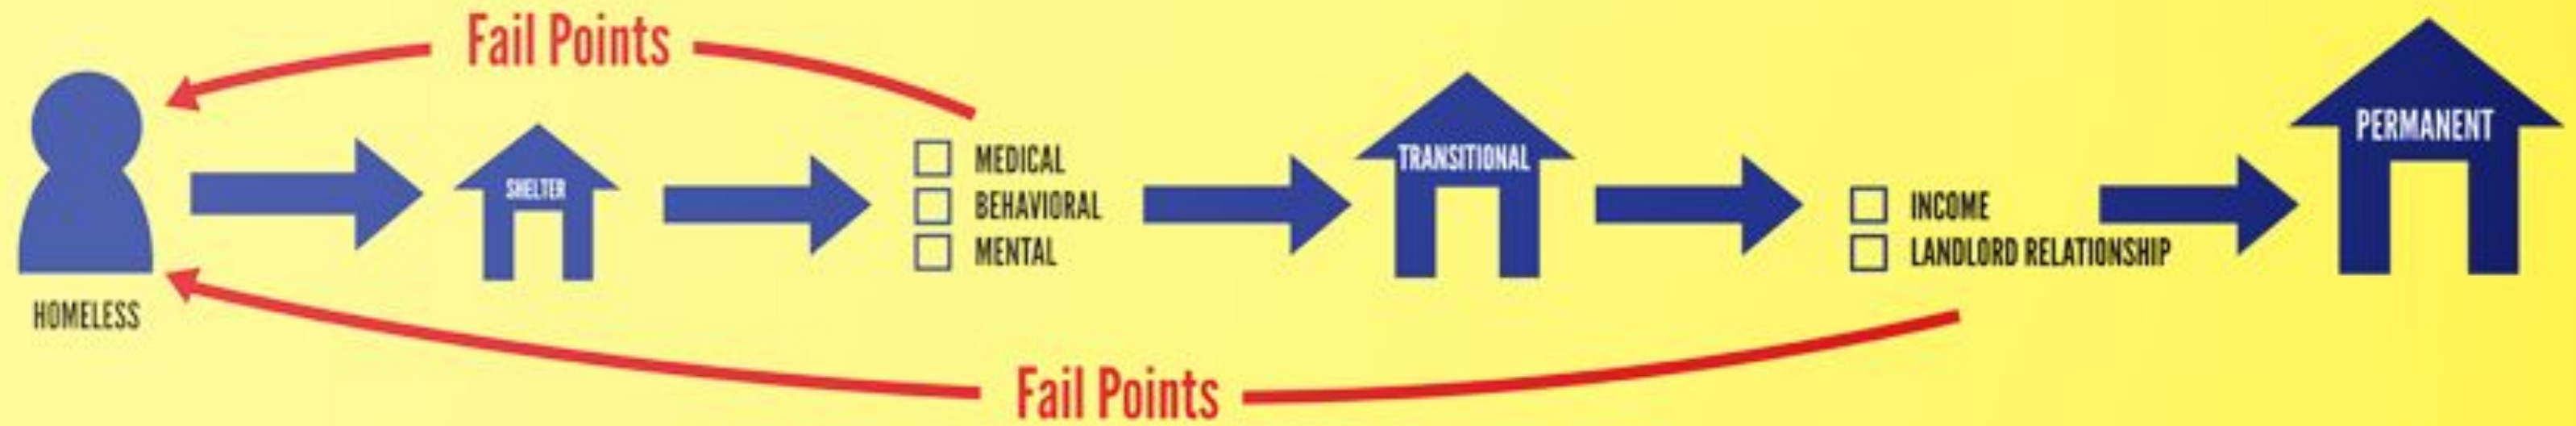 Fail Points
HOMELESS
SHELTER
MEDICAL
BEHAVIORAL
MENTAL
TRANSITIONAL
INCOME
LANDLORD RELATIONSHIP
PERMANENT
Fail Points